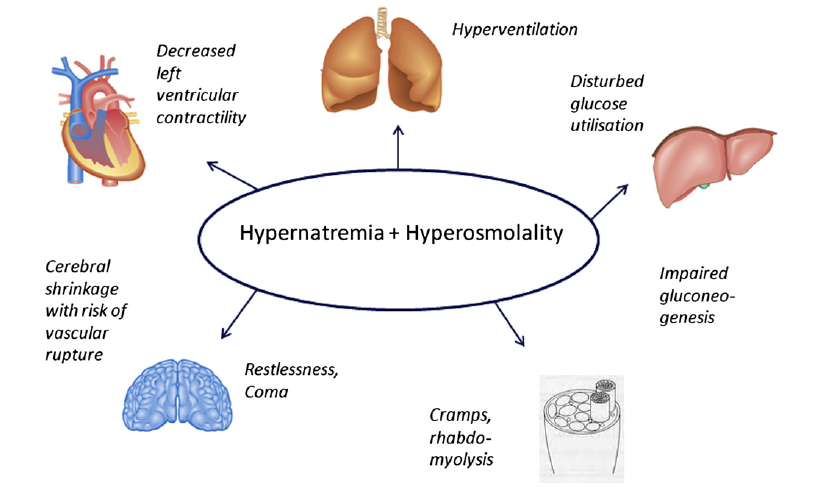 Decreased
left
ventricular
contractility
Hyperventilation
Disturbed
glucose
utilisation
Hypernatremia + Hyperosmolality
Cerebral
shrinkage
with risk of
vascular
rupture
Impaired
gluconeo-
genesis
Restlessness,
Coma
Cramps,
rhabdo-
myolysis